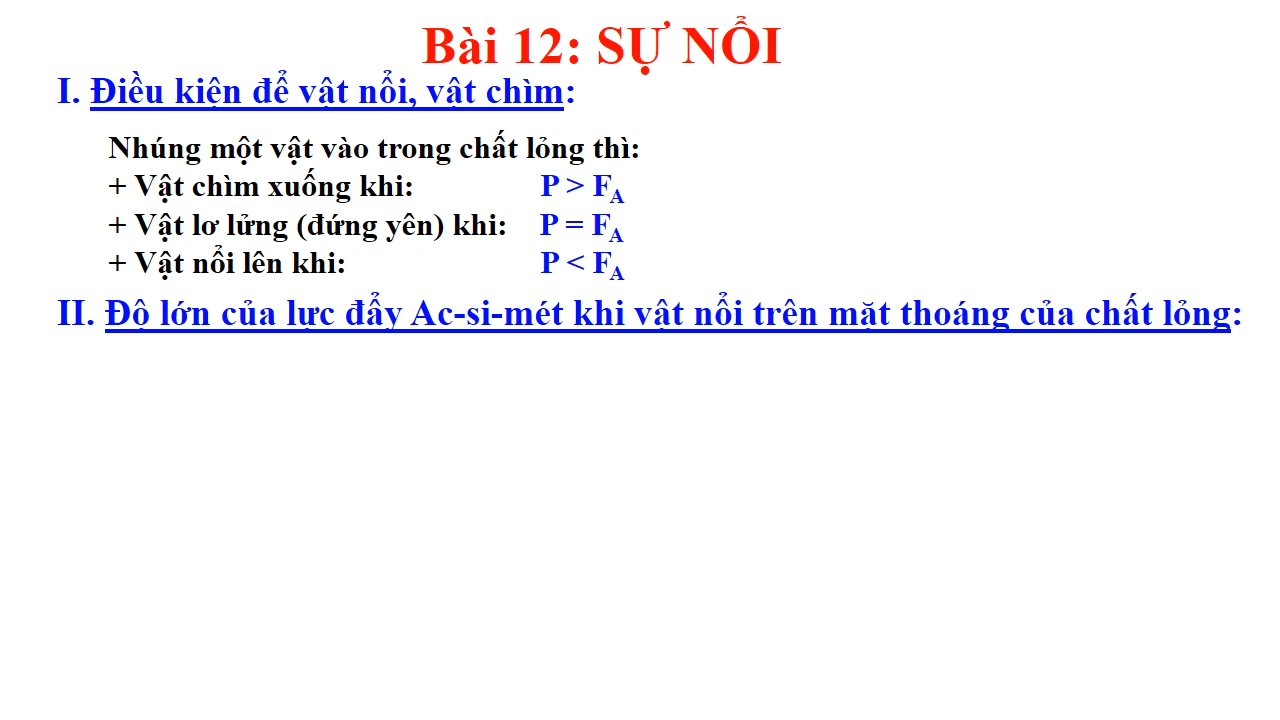 Bài 12: SỰ NỔI
I. Điều kiện để vật nổi, vật chìm:
Nhúng một vật vào trong chất lỏng thì:
+ Vật chìm xuống khi: P > FA
+ Vật lơ lửng (đứng yên) khi: P = FA
+ Vật nổi lên khi: P < FA
II. Độ lớn của lực đẩy Ac-si-mét khi vật nổi trên mặt thoáng của chất lỏng: